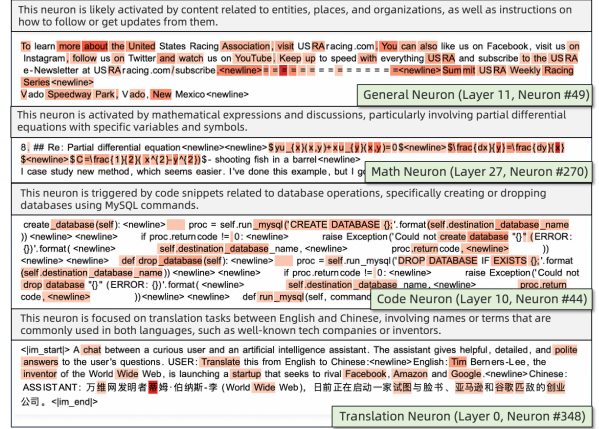 This neuron is likely activated by content related to entities, places, and organizations, as well as instructions
on how to follow or get updates from them.
To learn more about the United States Racing Association, visit USRAracing.com, You can also like us on Facebook, visit us on
Instagram, follow us on Twitter and watch us on YouTube, Keep up to speed with everything USRA and subscribe to the USRA
e-Newsletter at USRAracing.com/subscribe.<newline>= = = = = = = = = = = = = = = =<newline>Summit USRA Weekly Racing
Series<newline>
Vado Speedway Park, Vado, New Mexico<newline>
General Neuron (Layer 11, Neuron #49)
This neuron is activated by mathematical expressions and discussions, particularly involving partial differential
equations with specific variables and symbols.
8. ## Re: Partial differential equation<newline><newline>$yu_{x}(x,y)+xu_{y}(x,y)=0$<newline>$\frac{dx}{y}=\frac{dy}{x}
$<newline>$C=\frac{1}{2}(x^{2}-y^{2})$- shooting fish in a barrel<newline>
I case study new method, which seems easier. I've done this example, but I g
Math Neuron (Layer 27, Neuron #270)
This neuron is triggered by code snippets related to database operations, specifically creating or dropping
databases using MySQL commands.
create_database(self): <newline> proc = self.run_mysql('CREATE DATABASE {};'.format(self.destination_database_name
)) <newline> <newline> if proc.returncode != 0: <newline> raise Exception('Could not create database "{}" (ERROR:
{})'.format( <newline> self.destination_database_name, <newline> proc.returncode, <newline> ))
<newline> <newline> def drop_database(self): <newline> proc = self.run_mysql('DROP DATABASE IF EXISTS {};'.format
(self.destination_database_name)) <newline> <newline> if proc.returncode != 0: <newline> raise Exception('Could not
drop database "{}" (ERROR: {})'.format( <newline> self.destination_database_name, <newline> proc.return
code, <newline> ))<newline> <newline> def run_mysql(self, comman
Code Neuron (Layer 10, Neuron #44)
This neuron is focused on translation tasks between English and Chinese, involving names or terms that are
commonly used in both languages, such as well-known tech companies or inventors.
<|im_start|> A chat between a curious user and an artificial intelligence assistant. The assistant gives helpful, detailed, and polite
answers to the user's questions. USER: Translate this from English to Chinese:<newline>English: Tim Berners-Lee, the
inventor of the World Wide Web, is launching a startup that seeks to rival Facebook, Amazon and Google.<newline>Chinese:
ASSISTANT: 万维网发明者蒂姆·伯纳斯-李 (World Wide Web)，日前正在启动一家试图与脸书、亚马逊和谷歌匹敌的创业
公司。<|im_end|>
Translation Neuron (Layer 0, Neuron #348)